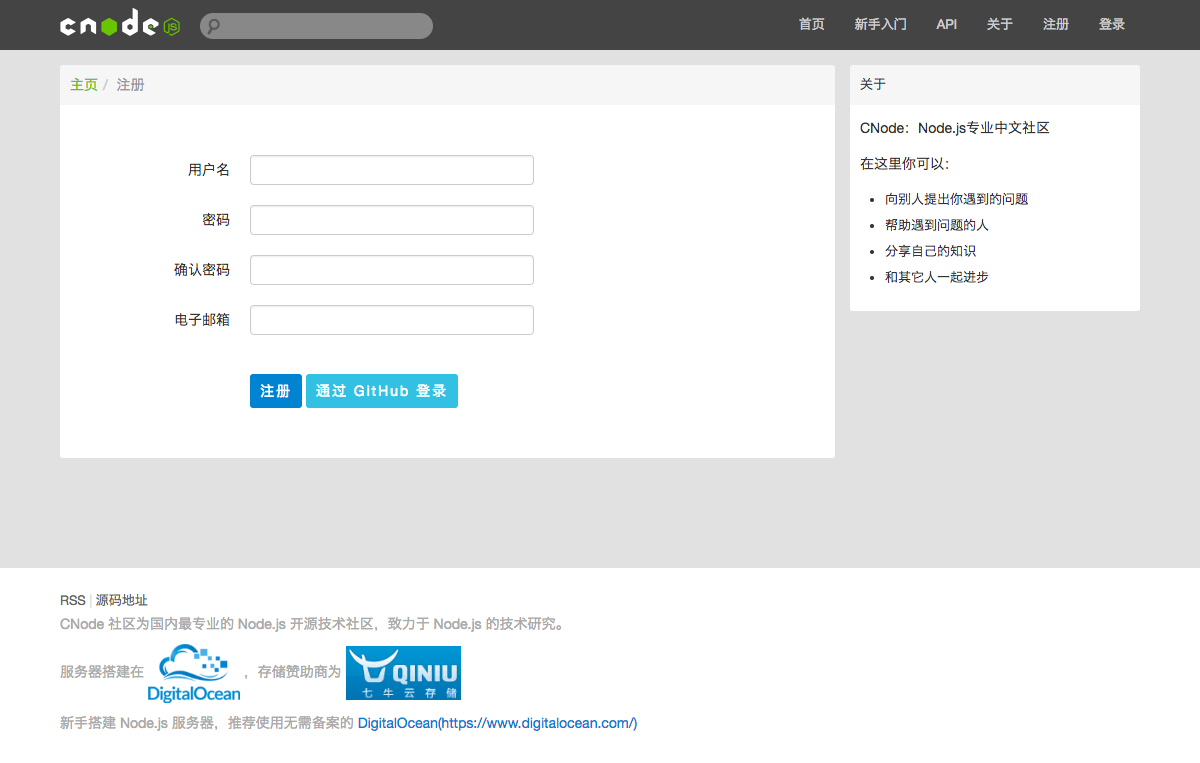 cnode JS 首页 新手入门 API 关于 注册 登录
主页 / 注册
用户名
密码
确认密码
电子邮箱
注册 通过 GitHub 登录
关于
CNode：Node.js专业中文社区
在这里你可以：
向别人提出你遇到的问题
帮助遇到问题的人
分享自己的知识
和其它人一起进步
RSS | 源码地址
CNode 社区为国内最专业的 Node.js 开源技术社区，致力于 Node.js 的技术研究。
服务器搭建在 DigitalOcean ，存储赞助商为 QINIU 七牛云存储
新手搭建 Node.js 服务器，推荐使用无需备案的 DigitalOcean(https://www.digitalocean.com/)